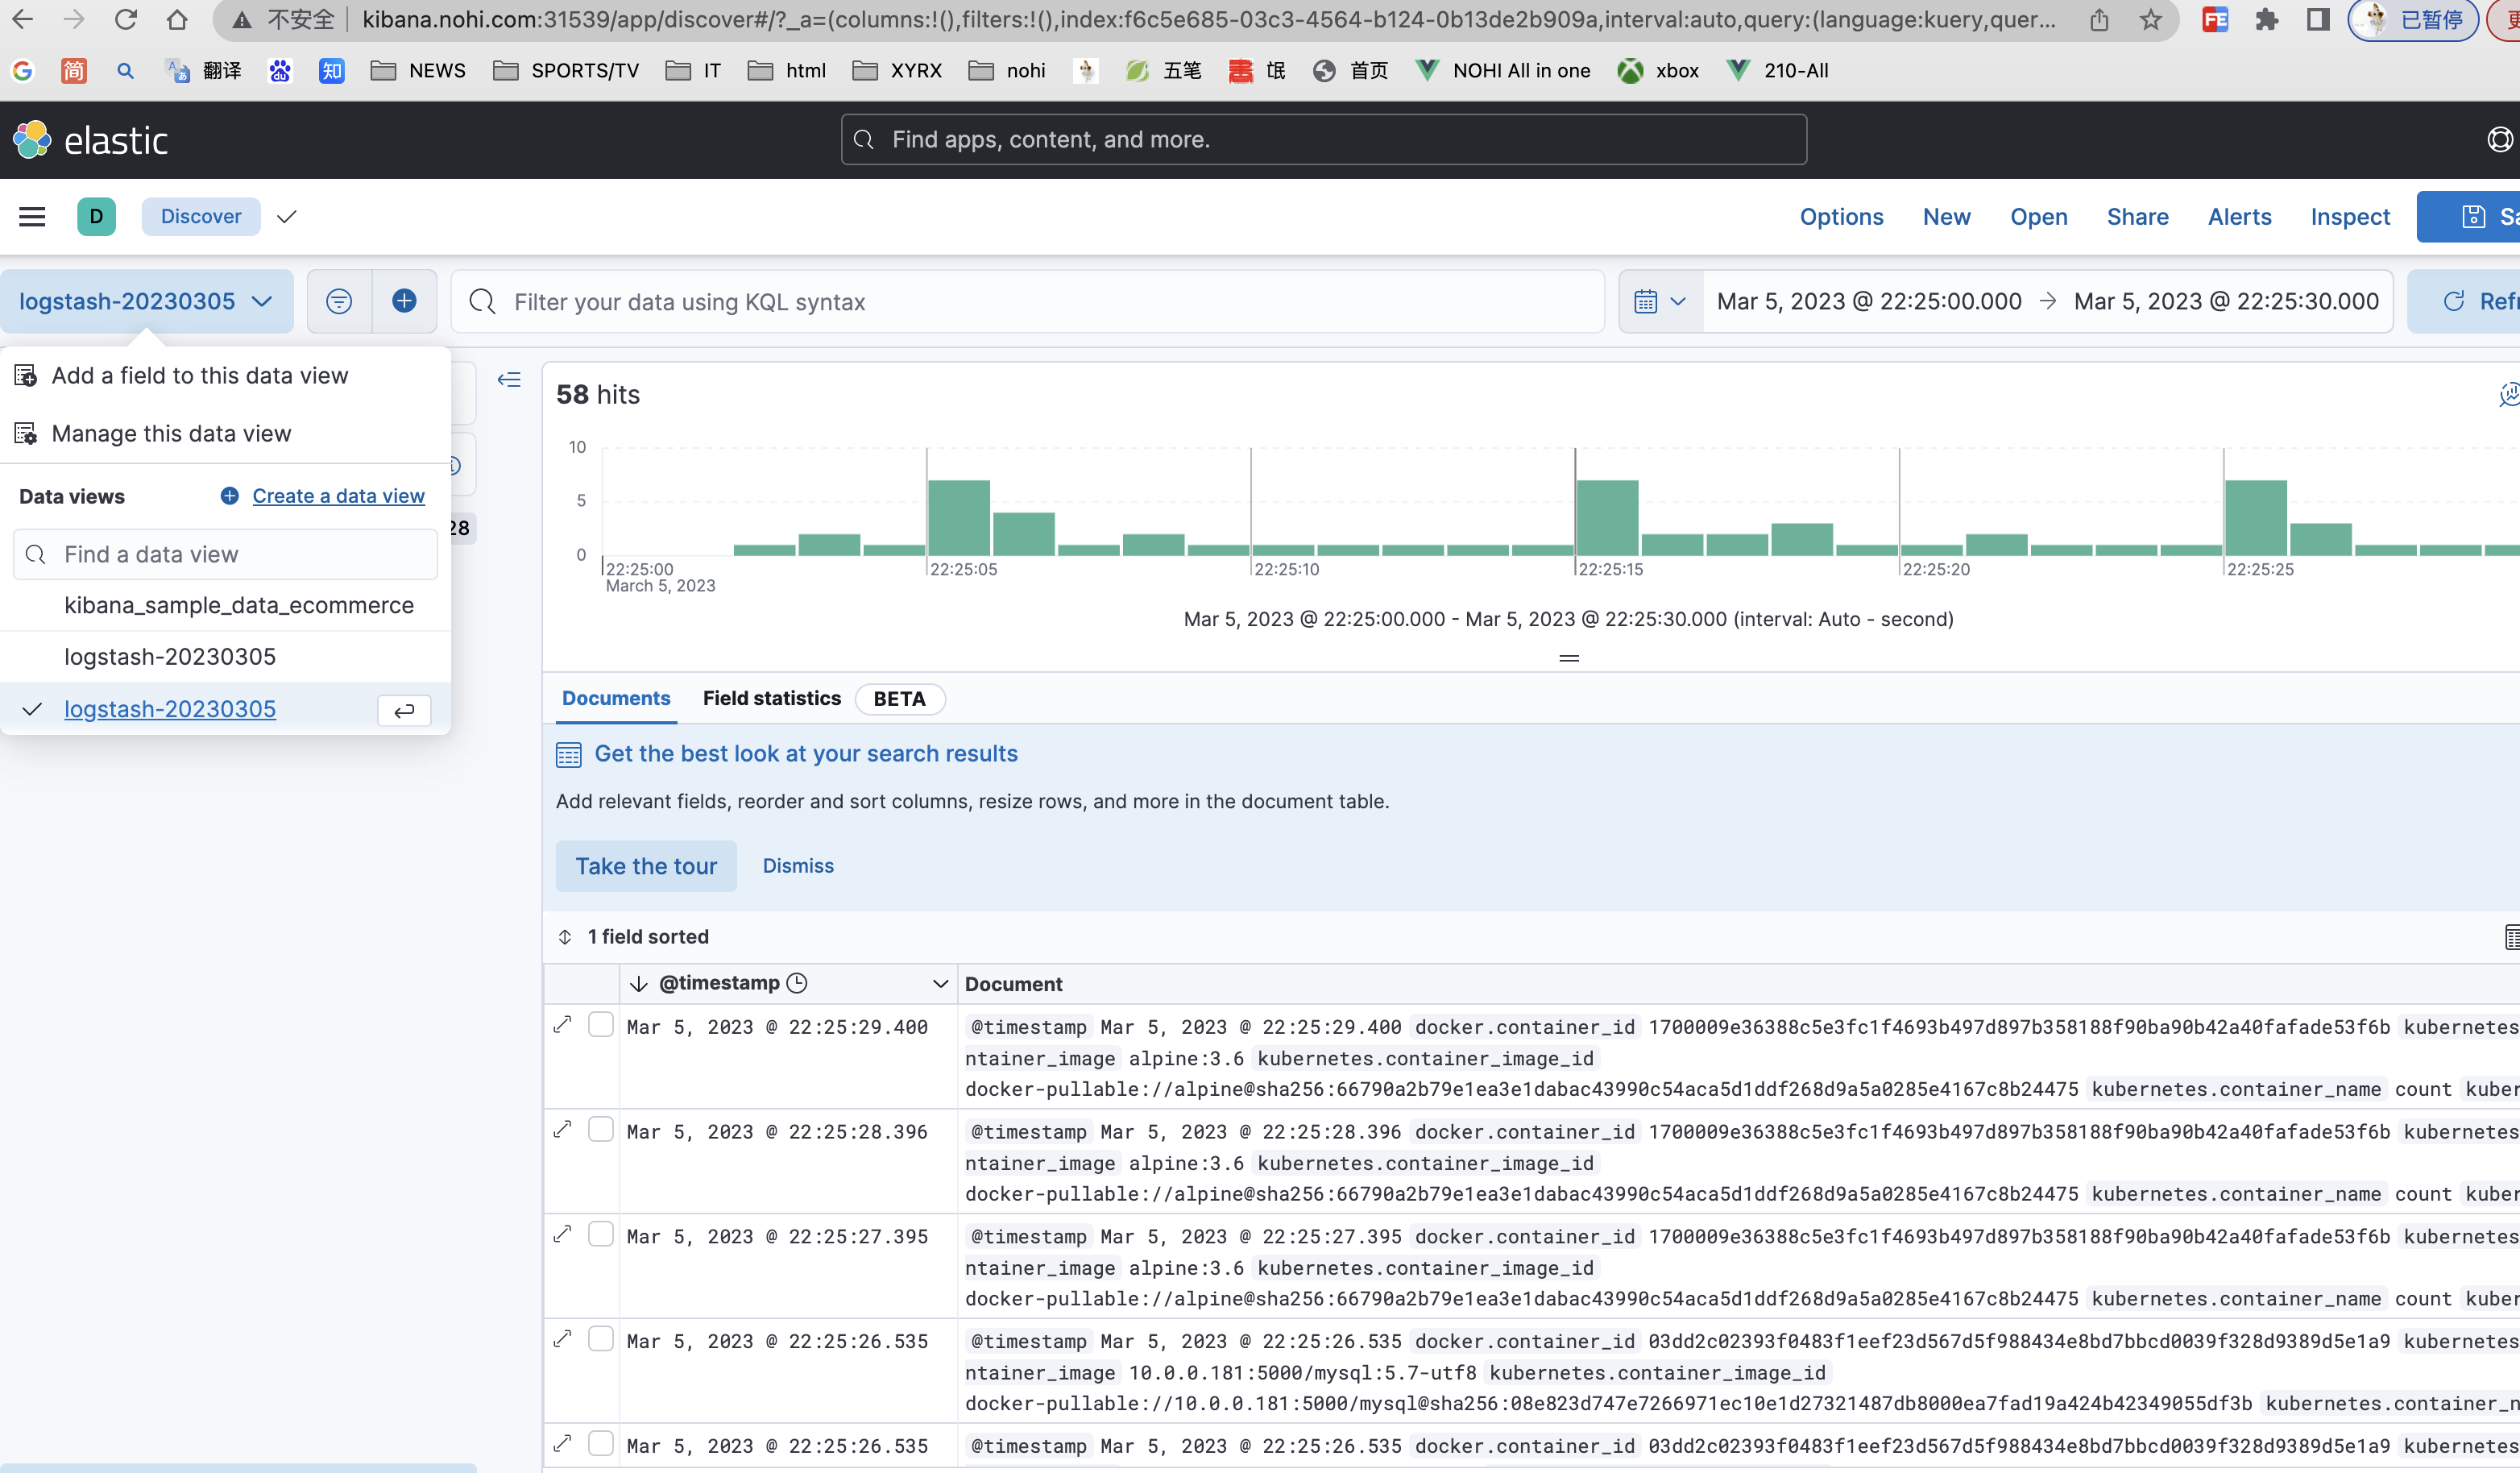 不安全 kibana.nohi.com:31539/app/discover#/?_a=(columns:!(),filters:!(),index:f6c5e685-03c3-4564-b124-0b13de2b909a,interval:auto,query:(language:kuery,quer... FE 已暂停
G 简 翻译 du 知 NEWS SPORTS/TV IT html XYRX nohi 五笔 氓 首页 NOHI All in one xbox 210-All
elastic Find apps, content, and more.
D Discover Options New Open Share Alerts Inspect Sa
logstash-20230305 Filter your data using KQL syntax Mar 5, 2023 @ 22:25:00.000 → Mar 5, 2023 @ 22:25:30.000 Refr
Add a field to this data view
Manage this data view
Data views Create a data view
28
Find a data view
kibana_sample_data_ecommerce
logstash-20230305
logstash-20230305
58 hits
10
5
0
22:25:00 22:25:05 22:25:10 22:25:15 22:25:20 22:25:25
March 5, 2023
Mar 5, 2023 @ 22:25:00.000 - Mar 5, 2023 @ 22:25:30.000 (interval: Auto - second)
Documents Field statistics BETA
Get the best look at your search results
Add relevant fields, reorder and sort columns, resize rows, and more in the document table.
Take the tour Dismiss
1 field sorted
@timestamp Document
Mar 5, 2023 @ 22:25:29.400 @timestamp Mar 5, 2023 @ 22:25:29.400 docker.container_id 1700009e36388c5e3fc1f4693b497d897b358188f90ba90b42a40fafade53f6b kubernetes
ntainer_image alpine:3.6 kubernetes.container_image_id
docker-pullable://alpine@sha256:66790a2b79e1ea3e1dabac43990c54aca5d1ddf268d9a5a0285e4167c8b24475 kubernetes.container_name count kuber
Mar 5, 2023 @ 22:25:28.396 @timestamp Mar 5, 2023 @ 22:25:28.396 docker.container_id 1700009e36388c5e3fc1f4693b497d897b358188f90ba90b42a40fafade53f6b kubernetes
ntainer_image alpine:3.6 kubernetes.container_image_id
docker-pullable://alpine@sha256:66790a2b79e1ea3e1dabac43990c54aca5d1ddf268d9a5a0285e4167c8b24475 kubernetes.container_name count kuber
Mar 5, 2023 @ 22:25:27.395 @timestamp Mar 5, 2023 @ 22:25:27.395 docker.container_id 1700009e36388c5e3fc1f4693b497d897b358188f90ba90b42a40fafade53f6b kubernetes
ntainer_image alpine:3.6 kubernetes.container_image_id
docker-pullable://alpine@sha256:66790a2b79e1ea3e1dabac43990c54aca5d1ddf268d9a5a0285e4167c8b24475 kubernetes.container_name count kuber
Mar 5, 2023 @ 22:25:26.535 @timestamp Mar 5, 2023 @ 22:25:26.535 docker.container_id 03dd2c02393f0483f1eef23d567d5f988434e8bd7bbcd0039f328d9389d5e1a9 kubernetes
ntainer_image 10.0.0.181:5000/mysql:5.7-utf8 kubernetes.container_image_id
docker-pullable://10.0.0.181:5000/mysql@sha256:08e823d747e7266971ec10e1d27321487db8000ea7fad19a424b42349055df3b kubernetes.container_n
Mar 5, 2023 @ 22:25:26.535 @timestamp Mar 5, 2023 @ 22:25:26.535 docker.container_id 03dd2c02393f0483f1eef23d567d5f988434e8bd7bbcd0039f328d9389d5e1a9 kubernetes